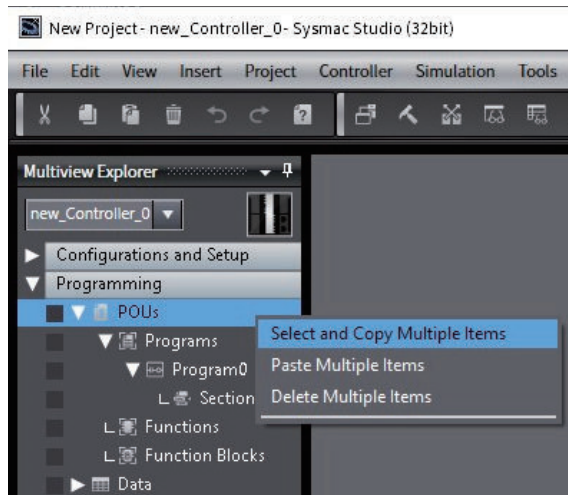 New Project - new_Controller_0 - Sysmac Studio (32bit)
File Edit View Insert Project Controller Simulation Tools
Multiview Explorer
new_Controller_0
Configurations and Setup
Programming
POUs
Select and Copy Multiple Items
Programs
Paste Multiple Items
Program0
Delete Multiple Items
Section
Functions
Function Blocks
Data